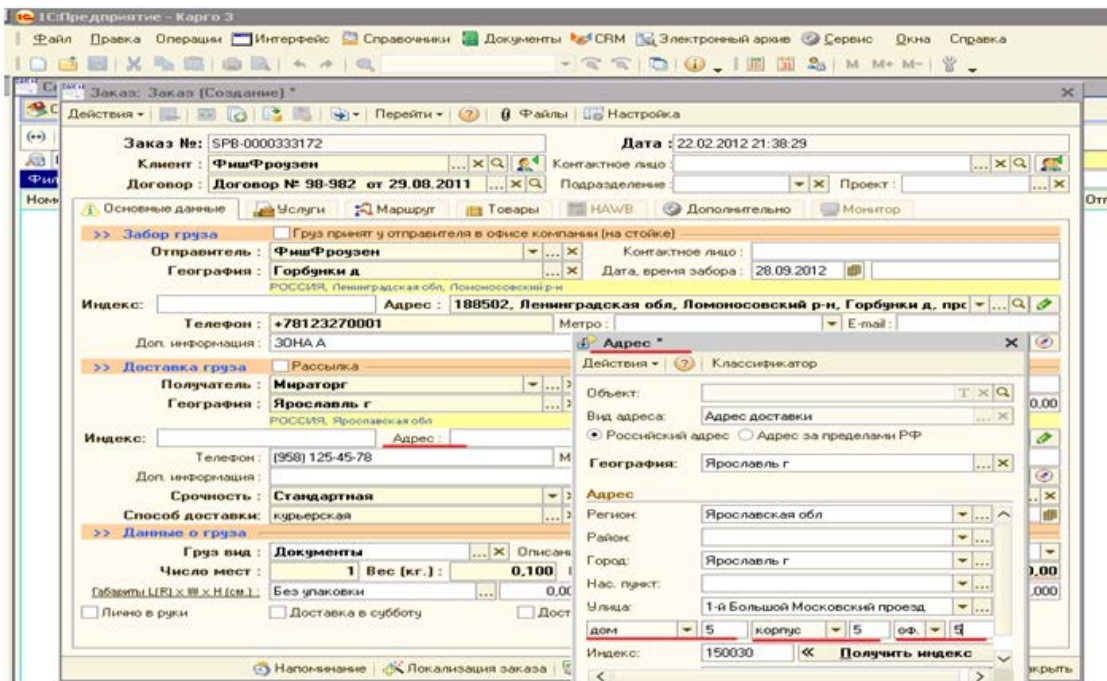 1С:Предприятие - Карго 3
Файл Правка Операции Интерфейс Справочники Документы CRM Электронный архив Сервис Окна Справка
M M+ M-
Заказ: Заказ (Создание) *
Действия Перейти Файлы Настройка
Заказ №: SPB-0000333172 Дата : 22.02.2012 21:38:29
Клиент : ФишФроузен Контактное лицо :
Договор : Договор № 98-982 от 29.08.2011 Подразделение : Проект :
Основные данные Услуги Маршрут Товары HAWB Дополнительно Монитор
>> Забор груза Груз принят у отправителя в офисе компании (на стойке)
Отправитель : ФишФроузен Контактное лицо :
География : Горбунки д Дата, время забора : 28.09.2012
РОССИЯ, Ленинградская обл, Ломоносовский р-н
Индекс: Адрес : 188502, Ленинградская обл, Ломоносовский р-н, Горбунки д, прс
Телефон : +78123270001 Метро : E-mail :
Доп. информация : ЗОНА А
>> Доставка груза Рассылка
Получатель : Мираторг
География : Ярославль г
РОССИЯ, Ярославская обл
Индекс: Адрес :
Телефон : (958) 125-45-78 М
Доп. информация :
Срочность : Стандартная
Способ доставки: курьерская
>> Данные о грузе
Груз вид : Документы Описан
Число мест : 1 Вес (кг.) : 0,100
Габариты L(R) x W x H (см.) : Без упаковки 0,00
Лично в руки Доставка в субботу Дост
Напоминание Локализация заказа
Адрес *
Действия Классификатор
Объект:
Вид адреса: Адрес доставки
Российский адрес Адрес за пределами РФ
География: Ярославль г
Адрес
Регион: Ярославская обл
Район:
Город: Ярославль г
Нас. пункт:
Улица: 1-й Большой Московский проезд
дом 5 корпус 5 оф. 5
Индекс: 150030 Получить индекс